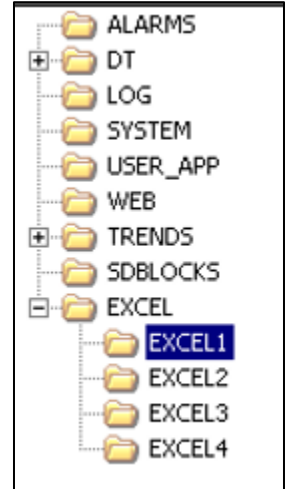 ALARMS
DT
LOG
SYSTEM
USER_APP
WEB
TRENDS
SDBLOCKS
EXCEL
EXCEL1
EXCEL2
EXCEL3
EXCEL4